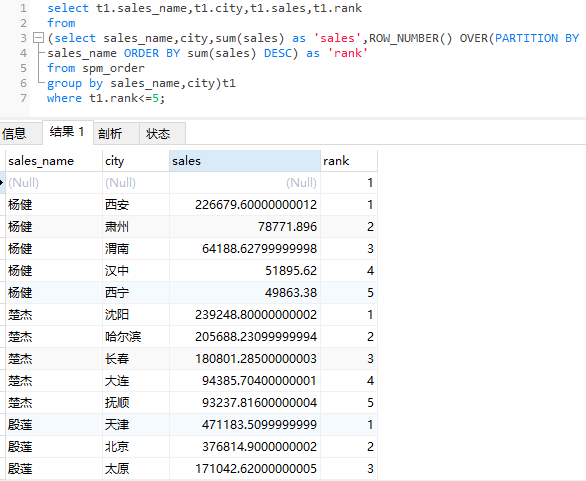 1 select t1.sales_name,t1.city,t1.sales,t1.rank
2 from
3 (select sales_name,city,sum(sales) as 'sales',ROW_NUMBER() OVER(PARTITION BY
4 sales_name ORDER BY sum(sales) DESC) as 'rank'
5 from spm_order
6 group by sales_name,city)t1
7 where t1.rank<=5;
信息 结果 1 剖析 状态
sales_name city sales rank
(Null) (Null) (Null) 1
杨健 西安 226679.60000000012 1
杨健 肃州 78771.896 2
杨健 渭南 64188.62799999998 3
杨健 汉中 51895.62 4
杨健 西宁 49863.38 5
楚杰 沈阳 239248.80000000002 1
楚杰 哈尔滨 205688.23099999994 2
楚杰 长春 180801.28500000003 3
楚杰 大连 94385.70400000001 4
楚杰 抚顺 93237.81600000004 5
殷莲 天津 471183.5099999999 1
殷莲 北京 376814.9000000002 2
殷莲 太原 171042.62000000005 3